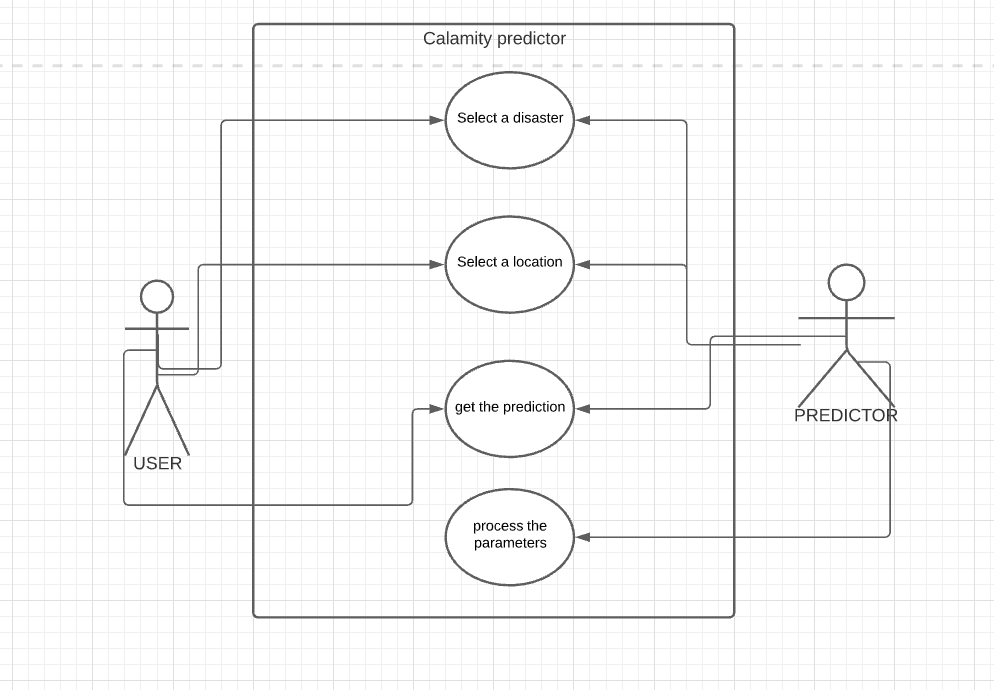 Calamity predictor
Select a disaster
Select a location
get the prediction
process the
parameters
USER
PREDICTOR